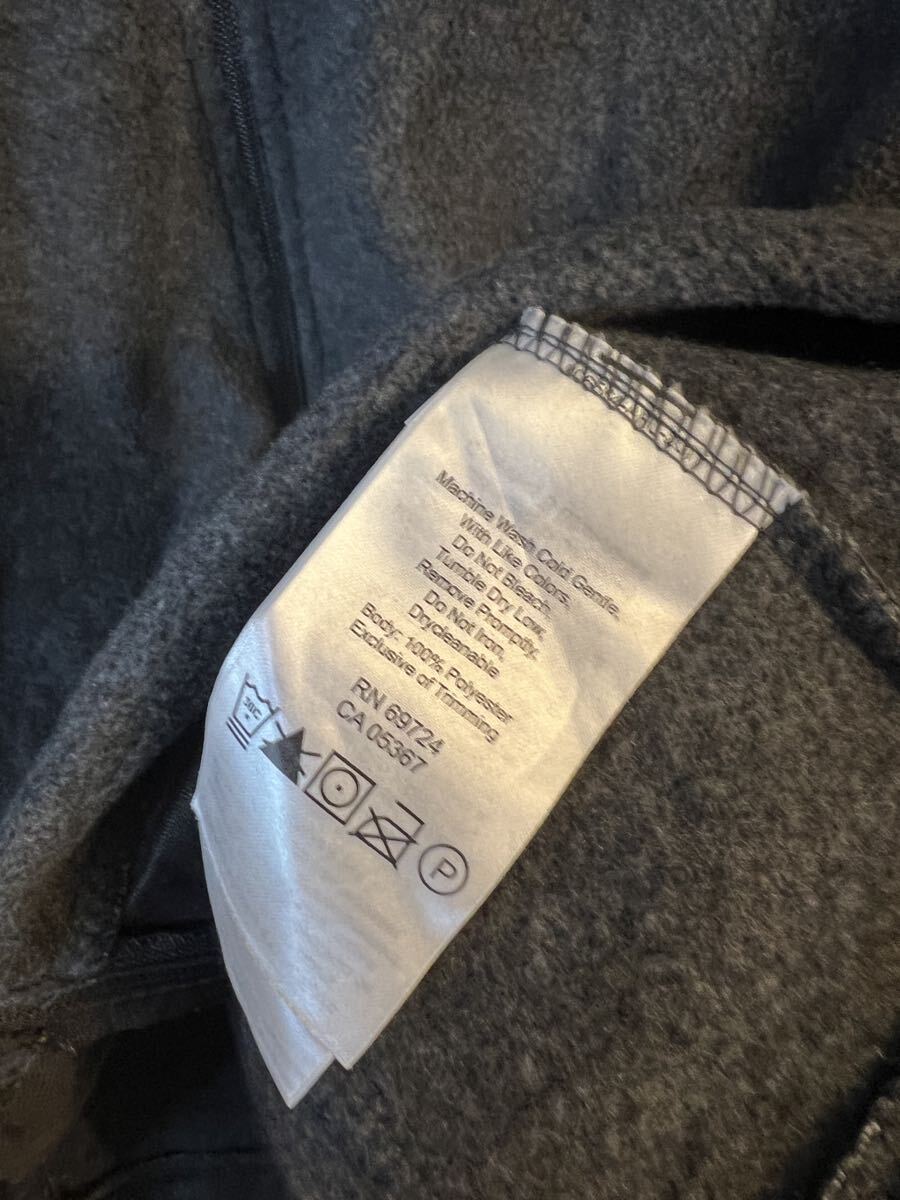 Machine Wash Cold Gentle,
With Like Colors,
Do Not Bleach,
Tumble Dry Low,
Remove Promptly,
Do Not Iron,
Drycleanable
Body: 100% Polyester
Exclusive of Trimming
RN 69724
CA 05367
30C
P